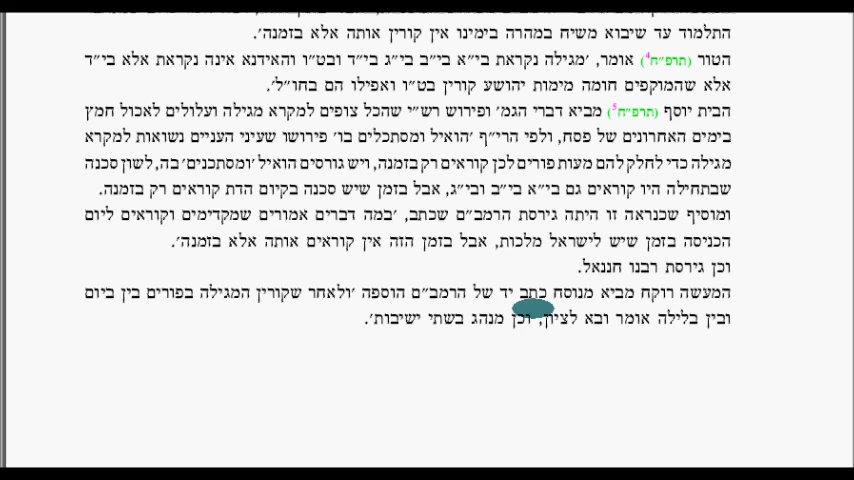 התלמוד עד שיבוא משיח במהרה בימינו אין קורין אותה אלא בזמנה׳.
הטור (תרפ״ח4) אומר, ׳מגילה נקראת בי״א בי״ב בי״ג בי״ד ובט״ו והאידנא אינה נקראת אלא בי״ד
אלא שהמוקפים חומה מימות יהושע קורין בט״ו ואפילו הם בחו״ל׳.
הבית יוסף (תרפ״ח5) מביא דברי הגמ׳ ופירוש רש״י שהכל צופים למקרא מגילה ועלולים לאכול חמץ
בימים האחרונים של פסח, ולפי הרי״ף ׳הואיל ומסתכלים בו׳ פירושו שעיני העניים נשואות למקרא
מגילה כדי לחלק להם מעות פורים לכן קוראים רק בזמנה, ויש גורסים הואיל ׳ומסתכנים׳ בה, לשון סכנה
שבתחילה היו קוראים גם בי״א בי״ב ובי״ג, אבל בזמן שיש סכנה בקיום הדת קוראים רק בזמנה.
ומוסיף שכנראה זו היתה גירסת הרמב״ם שכתב, ׳במה דברים אמורים שמקדימים וקוראים ליום
הכניסה בזמן שיש לישראל מלכות, אבל בזמן הזה אין קוראים אותה אלא בזמנה׳.
וכן גירסת רבנו חננאל.
המעשה רוקח מביא מנוסח כתב יד של הרמב״ם הוספה ׳ולאחר שקורין המגילה בפורים בין ביום
ובין בלילה אומר ובא לציון, וכן מנהג בשתי ישיבות׳.